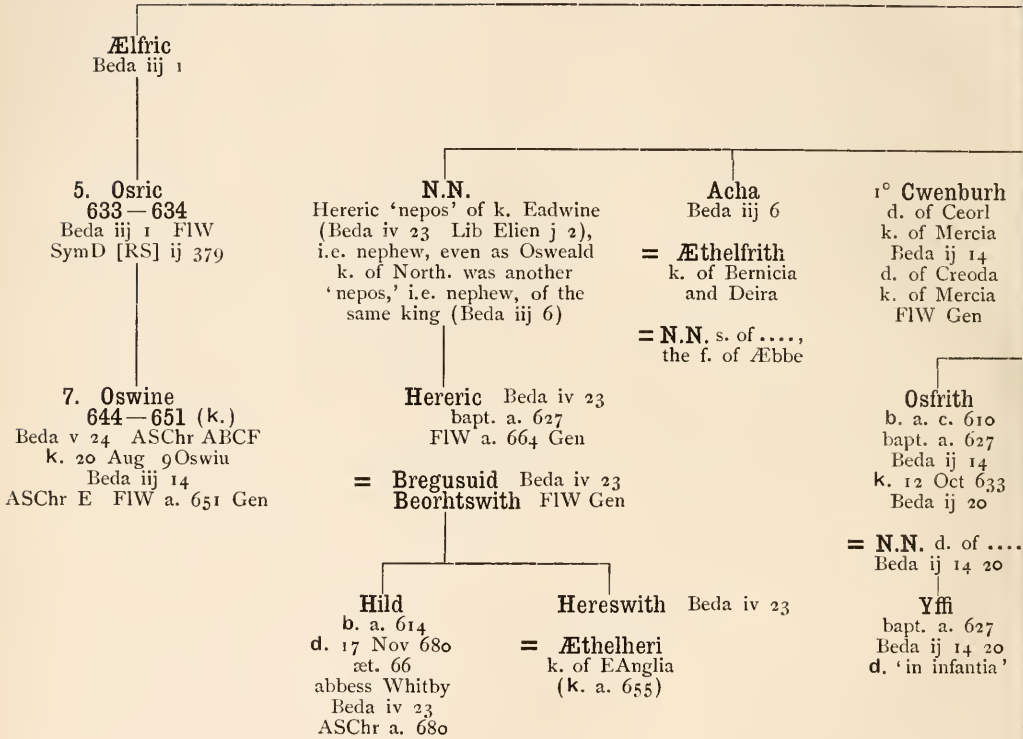 Ælfric
Beda iij 1
5. Osric
633—634
Beda iij 1 FlW
SymD [RS] ij 379
7. Oswine
644—651 (k.)
Beda v 24 ASChr ABCF
k. 20 Aug 9 Oswiu
Beda iij 14
ASChr E FlW a. 651 Gen
N.N.
Hereric ‘nepos’ of k. Eadwine
(Beda iv 23 Lib Elien j 2),
i.e. nephew, even as Osweald
k. of North. was another
‘nepos,’ i.e. nephew, of the
same king (Beda iij 6)
Hereric Beda iv 23
bapt. a. 627
FlW a. 664 Gen
= Bregusuid Beda iv 23
Beorhtswith FlW Gen
Hild
b. a. 614
d. 17 Nov 680
æt. 66
abbess Whitby
Beda iv 23
ASChr a. 680
Hereswith Beda iv 23
= Æthelheri
k. of EAnglia
(k. a. 655)
Acha
Beda iij 6
= Æthelfrith
k. of Bernicia
and Deira
= N.N. s. of ....,
the f. of Æbbe
1° Cwenburh
d. of Ceorl
k. of Mercia
Beda ij 14
d. of Creoda
k. of Mercia
FlW Gen
Osfrith
b. a. c. 610
bapt. a. 627
Beda ij 14
k. 12 Oct 633
Beda ij 20
= N.N. d. of ....
Beda ij 14 20
Yffi
bapt. a. 627
Beda ij 14 20
d. ‘in infantia’